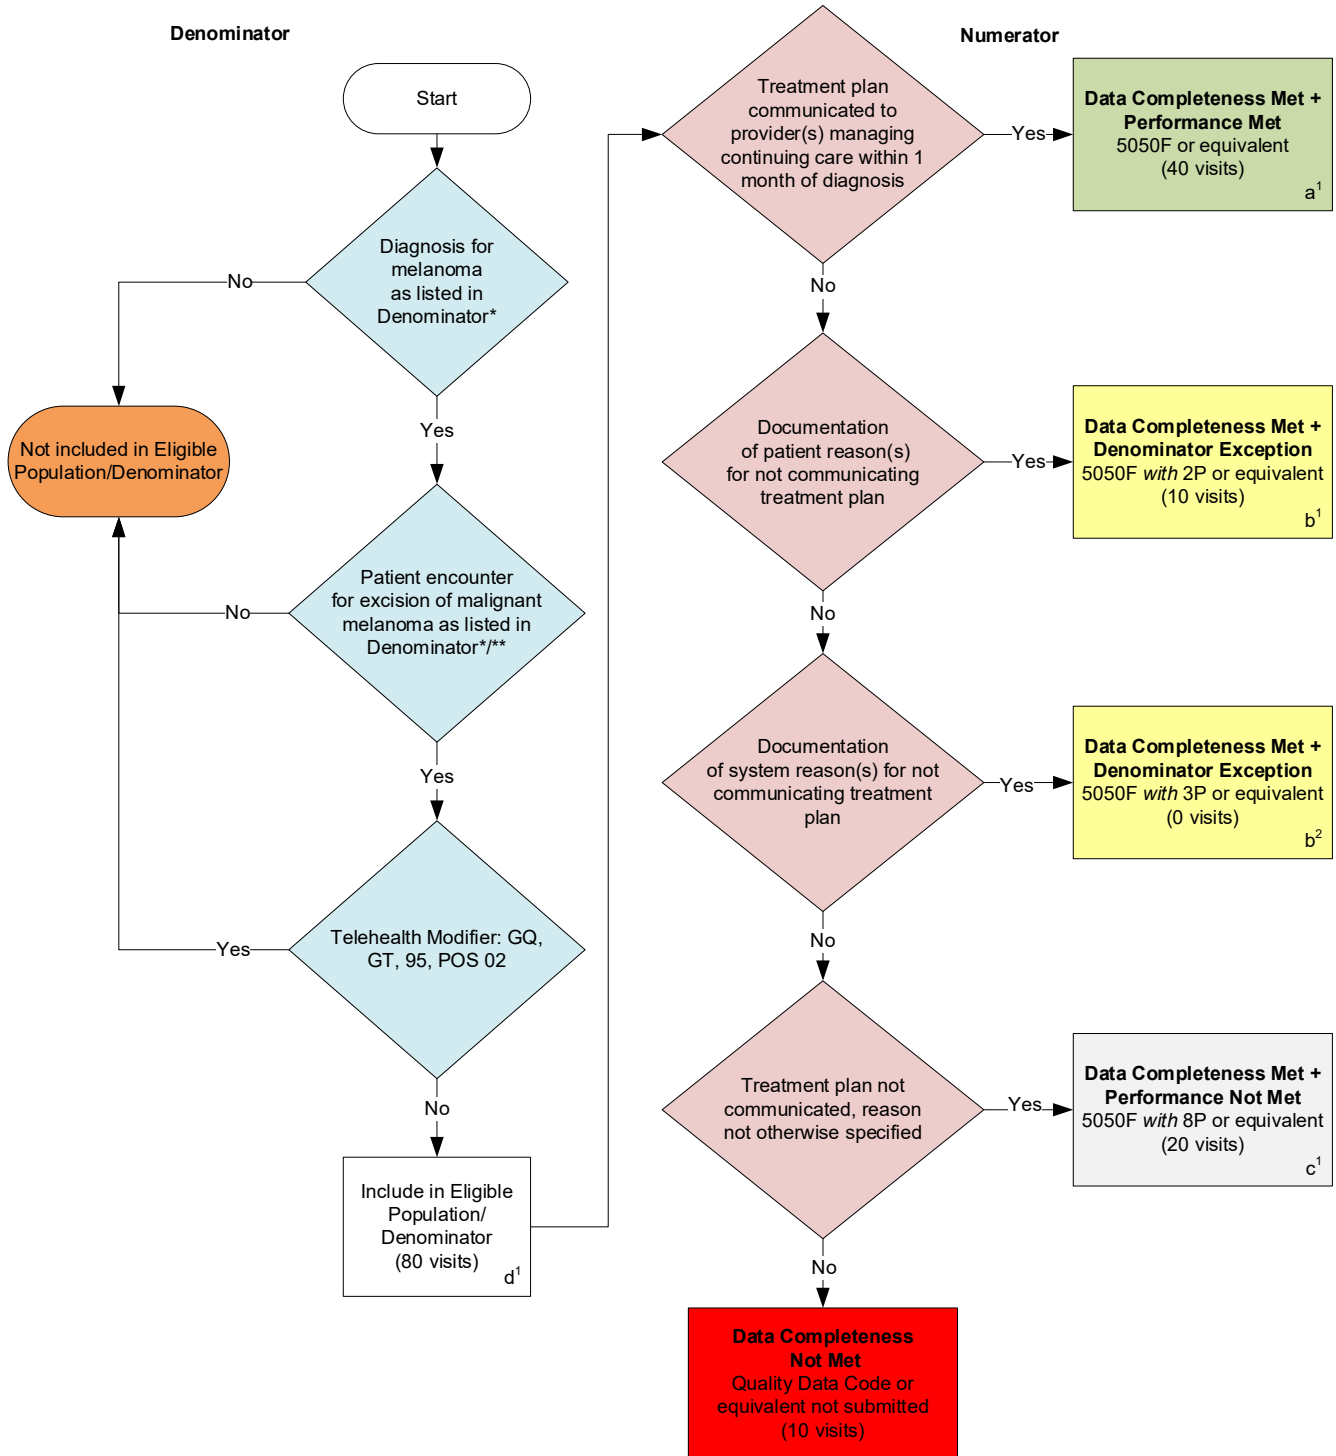 Denominator
Start
Diagnosis for
melanoma
as listed in
Denominator*
No
Yes
Not included in Eligible
Population/Denominator
Patient encounter
for excision of malignant
melanoma as listed in
Denominator*/**
No
Yes
Telehealth Modifier: GQ,
GT, 95, POS 02
Yes
No
Include in Eligible
Population/
Denominator
(80 visits)
d¹
Numerator
Treatment plan
communicated to
provider(s) managing
continuing care within 1
month of diagnosis
Yes
Data Completeness Met +
Performance Met
5050F or equivalent
(40 visits)
a¹
No
Documentation
of patient reason(s)
for not communicating
treatment plan
Yes
Data Completeness Met +
Denominator Exception
5050F with 2P or equivalent
(10 visits)
b¹
No
Documentation
of system reason(s) for not
communicating treatment
plan
Yes
Data Completeness Met +
Denominator Exception
5050F with 3P or equivalent
(0 visits)
b²
No
Treatment plan not
communicated, reason
not otherwise specified
Yes
Data Completeness Met +
Performance Not Met
5050F with 8P or equivalent
(20 visits)
c¹
No
Data Completeness
Not Met
Quality Data Code or
equivalent not submitted
(10 visits)